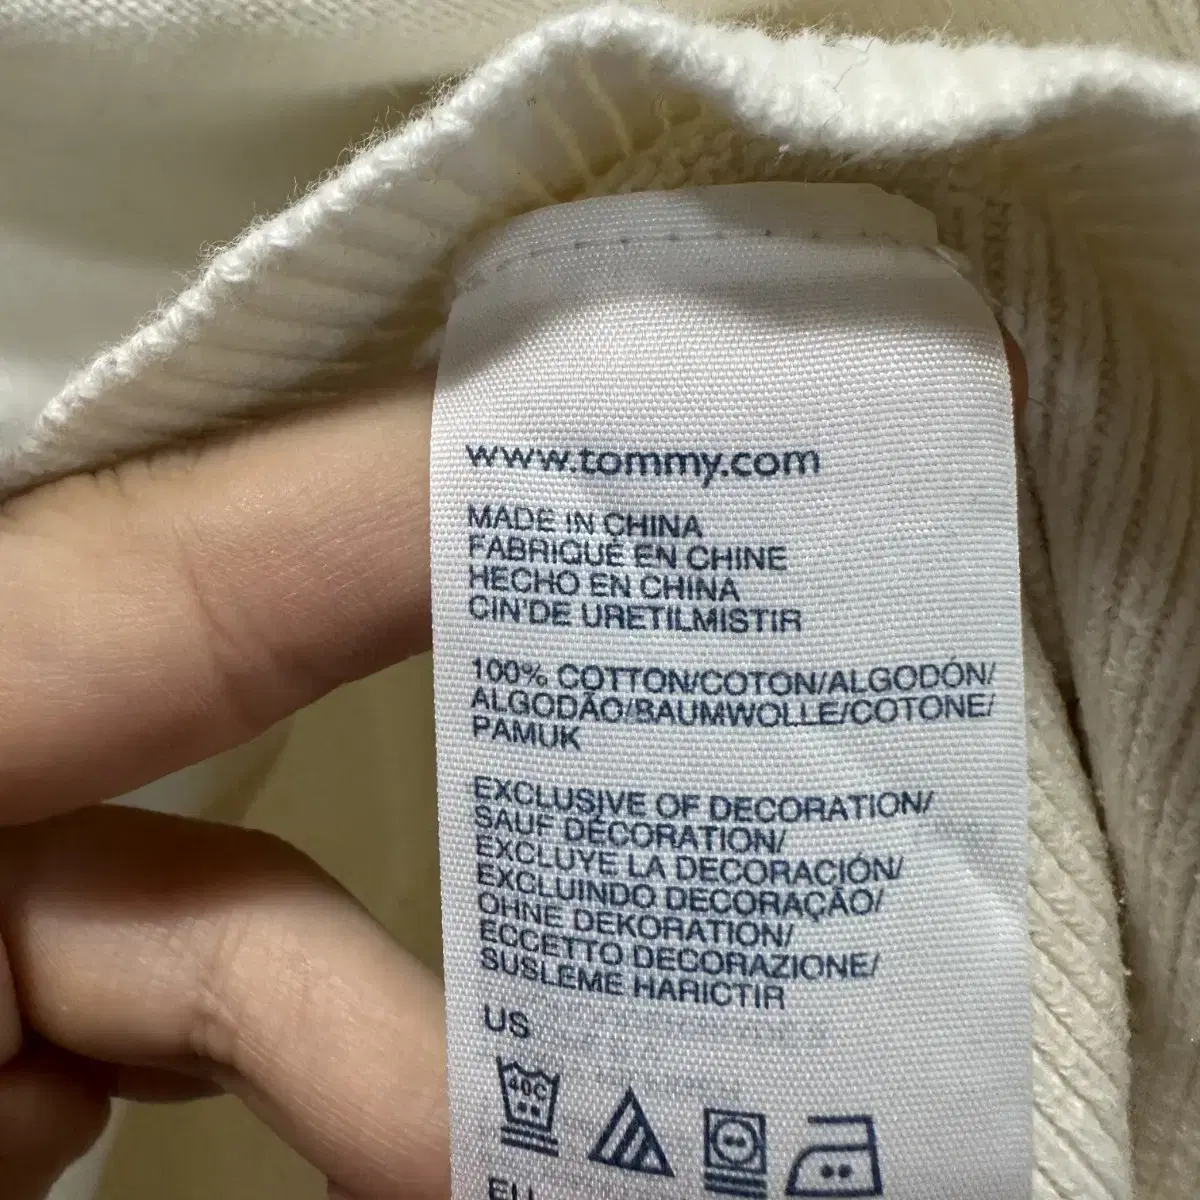 www.tommy.com
MADE IN CHINA
FABRIQUÉ EN CHINE
HECHO EN CHINA
CIN'DE URETILMISTIR
100% COTTON/COTON/ALGODÓN/
ALGODÃO/BAUMWOLLE/COTONE/
PAMUK
EXCLUSIVE OF DECORATION/
SAUF DÉCORATION/
EXCLUYE LA DECORACIÓN/
EXCLUINDO DECORAÇÃO/
OHNE DEKORATION/
ECCETTO DECORAZIONE/
SUSLEME HARICTIR
US
40C
EU